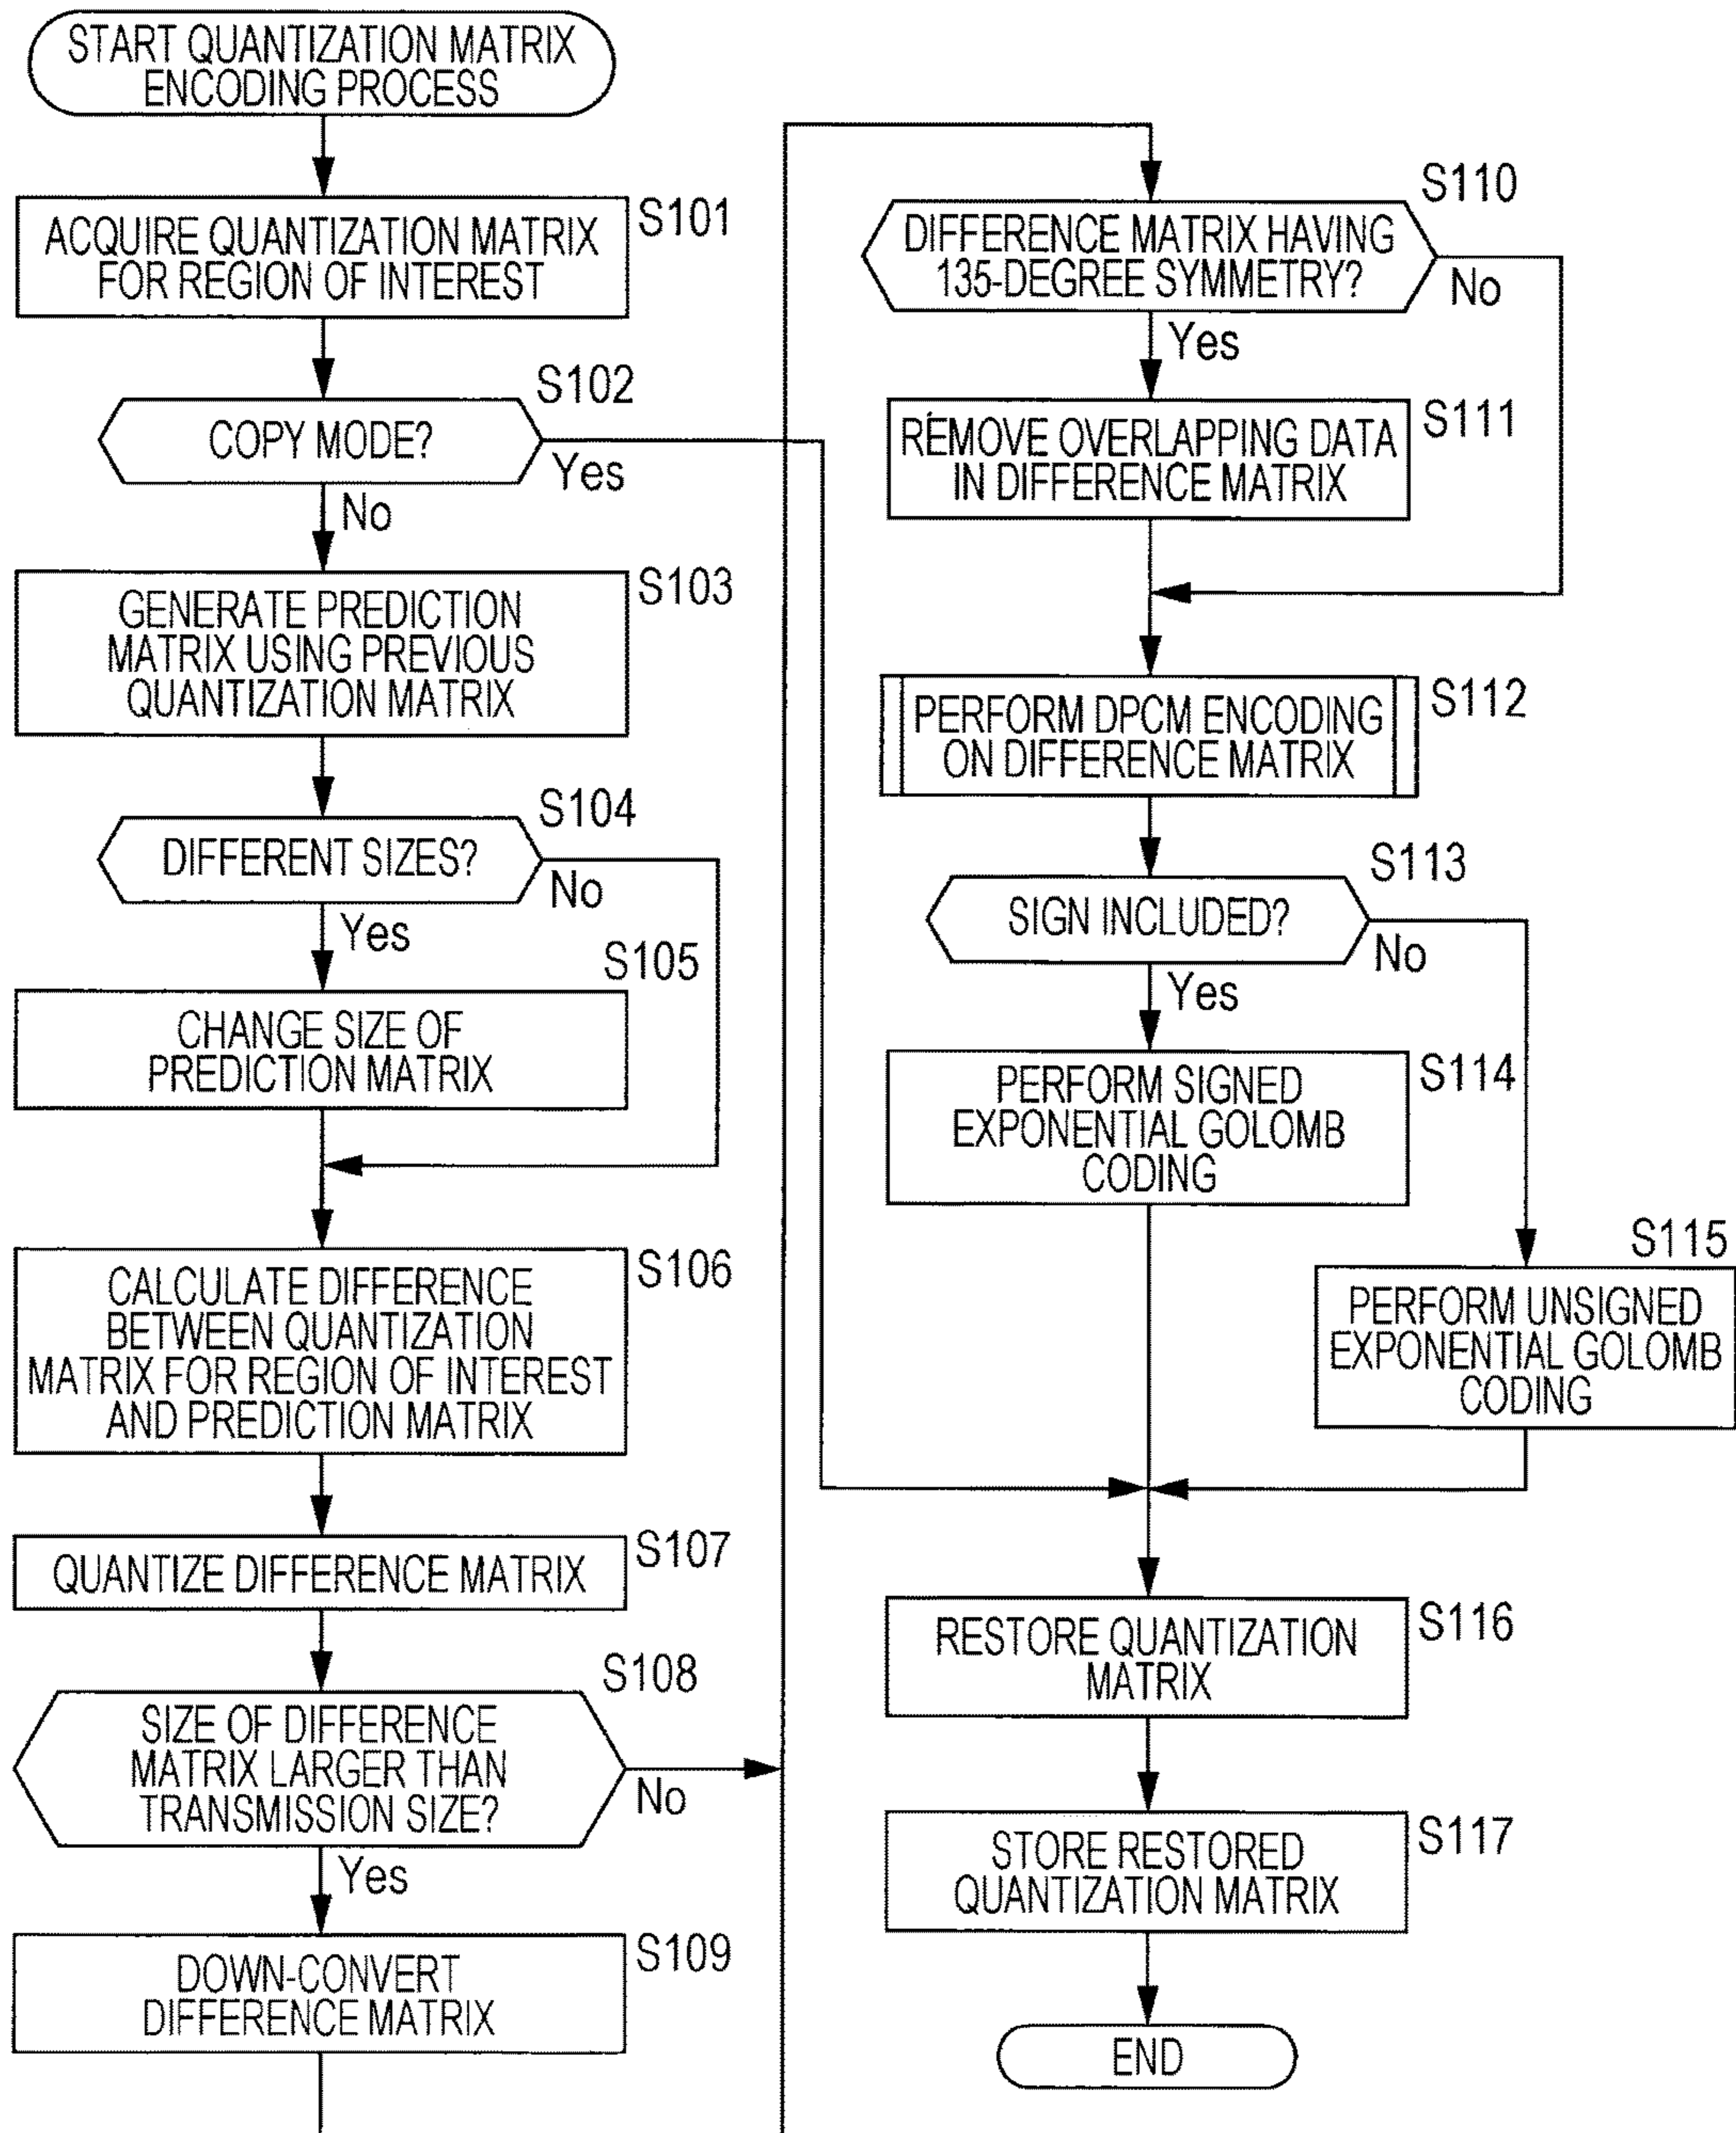 START QUANTIZATION MATRIX
ENCODING PROCESS
S101
ACQUIRE QUANTIZATION MATRIX
FOR REGION OF INTEREST
S102
COPY MODE?
Yes
No
S103
GENERATE PREDICTION
MATRIX USING PREVIOUS
QUANTIZATION MATRIX
S104
DIFFERENT SIZES?
No
Yes
S105
CHANGE SIZE OF
PREDICTION MATRIX
S106
CALCULATE DIFFERENCE
BETWEEN QUANTIZATION
MATRIX FOR REGION OF INTEREST
AND PREDICTION MATRIX
S107
QUANTIZE DIFFERENCE MATRIX
S108
SIZE OF DIFFERENCE
MATRIX LARGER THAN
TRANSMISSION SIZE?
No
Yes
S109
DOWN-CONVERT
DIFFERENCE MATRIX
S110
DIFFERENCE MATRIX HAVING
135-DEGREE SYMMETRY?
No
Yes
S111
REMOVE OVERLAPPING DATA
IN DIFFERENCE MATRIX
S112
PERFORM DPCM ENCODING
ON DIFFERENCE MATRIX
S113
SIGN INCLUDED?
No
Yes
S114
PERFORM SIGNED
EXPONENTIAL GOLOMB
CODING
S115
PERFORM UNSIGNED
EXPONENTIAL GOLOMB
CODING
S116
RESTORE QUANTIZATION
MATRIX
S117
STORE RESTORED
QUANTIZATION MATRIX
END